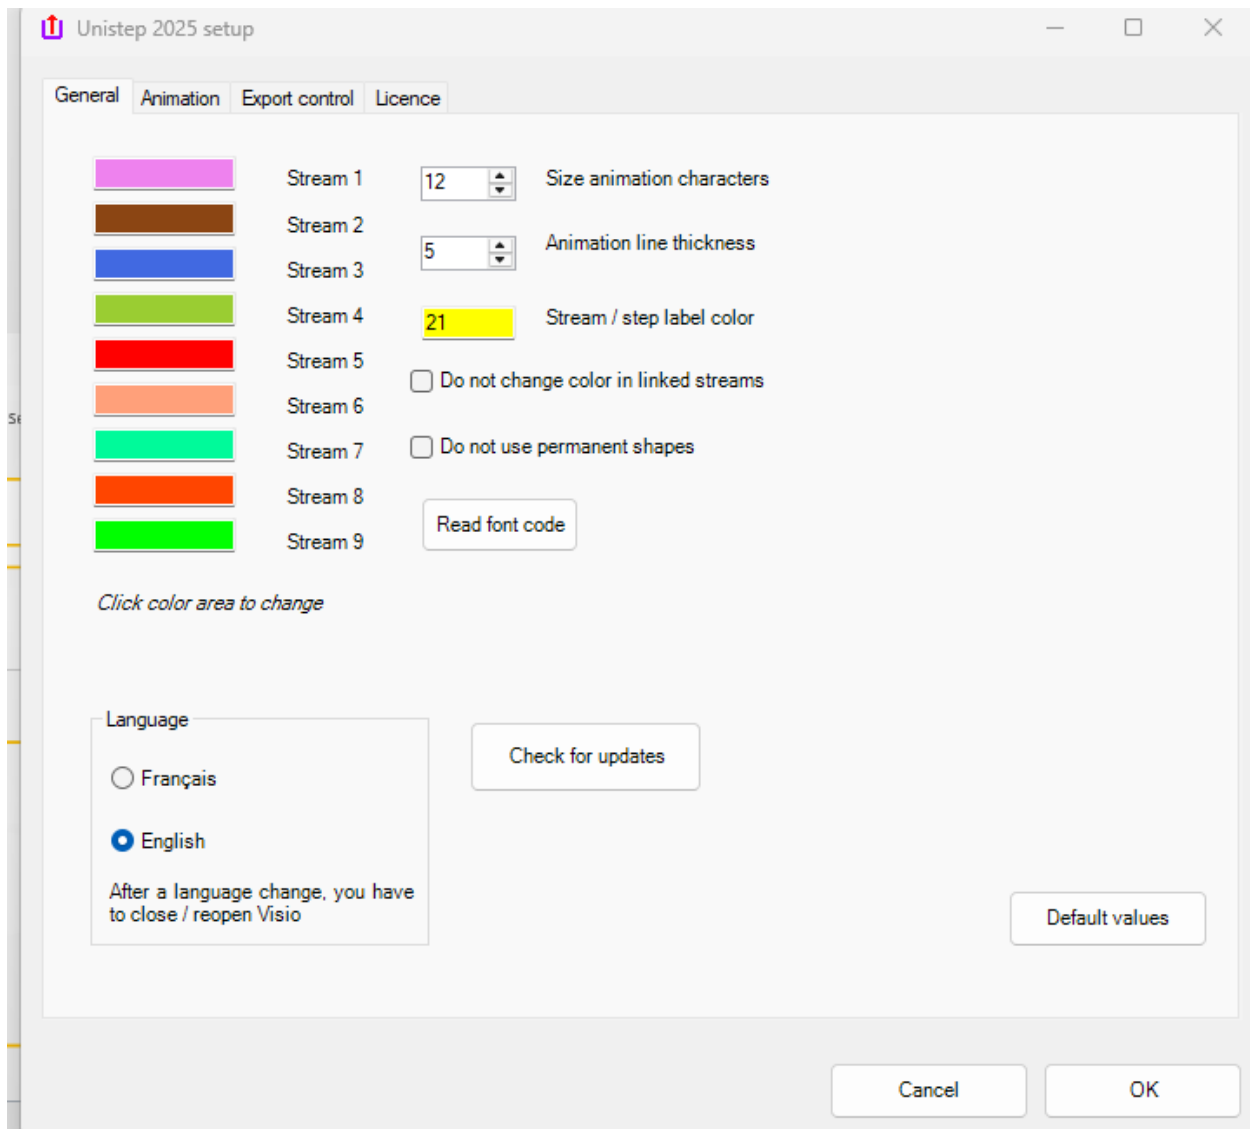 Unistep 2025 setup
General Animation Export control Licence
Stream 1
Stream 2
Stream 3
Stream 4
Stream 5
Stream 6
Stream 7
Stream 8
Stream 9
Click color area to change
12 Size animation characters
5 Animation line thickness
21 Stream / step label color
Do not change color in linked streams
Do not use permanent shapes
Read font code
Language
Français
English
After a language change, you have
to close / reopen Visio
Check for updates
Default values
Cancel OK